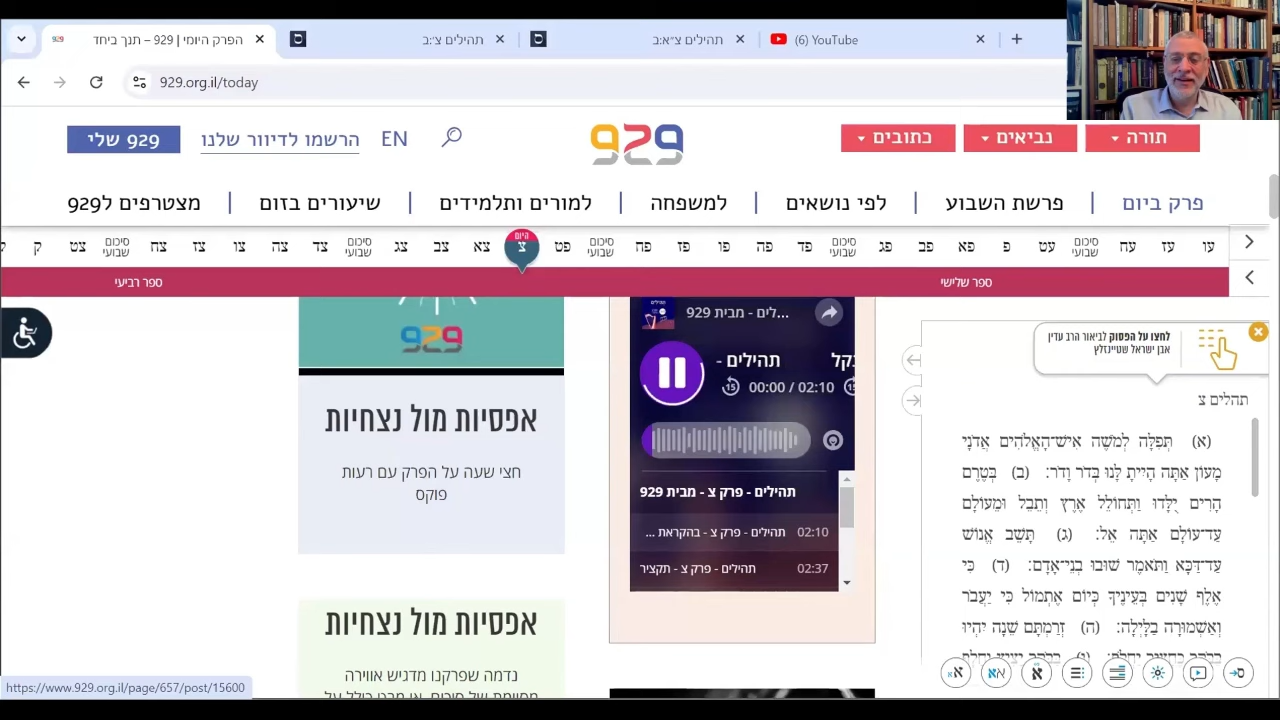 הפרק היומי | 929 – תנך ביחד
תהילים צ׳:ב
תהילים צ״א:ב
(6) YouTube
929.org.il/today
תורה
נביאים
כתובים
929
EN
הרשמו לדיוור שלנו
929 שלי
פרק ביום | פרשת השבוע | לפי נושאים | למשפחה | למורים ותלמידים | שיעורים בזום | מצטרפים ל929
עו עז עח סיכום שבועי עט פ פא פב פג סיכום שבועי פד פה פו פז פח סיכום שבועי פט היום צ צא צב צג סיכום שבועי צד צה צו צז צח סיכום שבועי צט ק
ספר שלישי
ספר רביעי
לחצו על הפסוק לביאור הרב עדין
אבן ישראל שטיינזלץ
תהלים צ
(א) תְּפִלָּה לְמֹשֶׁה אִישׁ־הָאֱלֹהִים אֲדֹנָי
מָעוֹן אַתָּה הָיִיתָ לָּנוּ בְּדֹר וָדֹר: (ב) בְּטֶרֶם
הָרִים יֻלָּדוּ וַתְּחוֹלֵל אֶרֶץ וְתֵבֵל וּמֵעוֹלָם
עַד־עוֹלָם אַתָּה אֵל: (ג) תָּשֵׁב אֱנוֹשׁ
עַד־דַּכָּא וַתֹּאמֶר שׁוּבוּ בְנֵי־אָדָם: (ד) כִּי
אֶלֶף שָׁנִים בְּעֵינֶיךָ כְּיוֹם אֶתְמוֹל כִּי יַעֲבֹר
וְאַשְׁמוּרָה בַלָּיְלָה: (ה) זְרַמְתָּם שֵׁנָה יִהְיוּ
...לים - מבית 929
תהילים -
00:00 / 02:10
תהילים - פרק צ - מבית 929
תהילים - פרק צ - בהקראת ... 02:10
תהילים - פרק צ - תקציר 02:37
929
אפסיות מול נצחיות
חצי שעה על הפרק עם רעות
פוקס
אפסיות מול נצחיות
נדמה שפרקנו מדגיש אווירה
https://www.929.org.il/page/657/post/15600